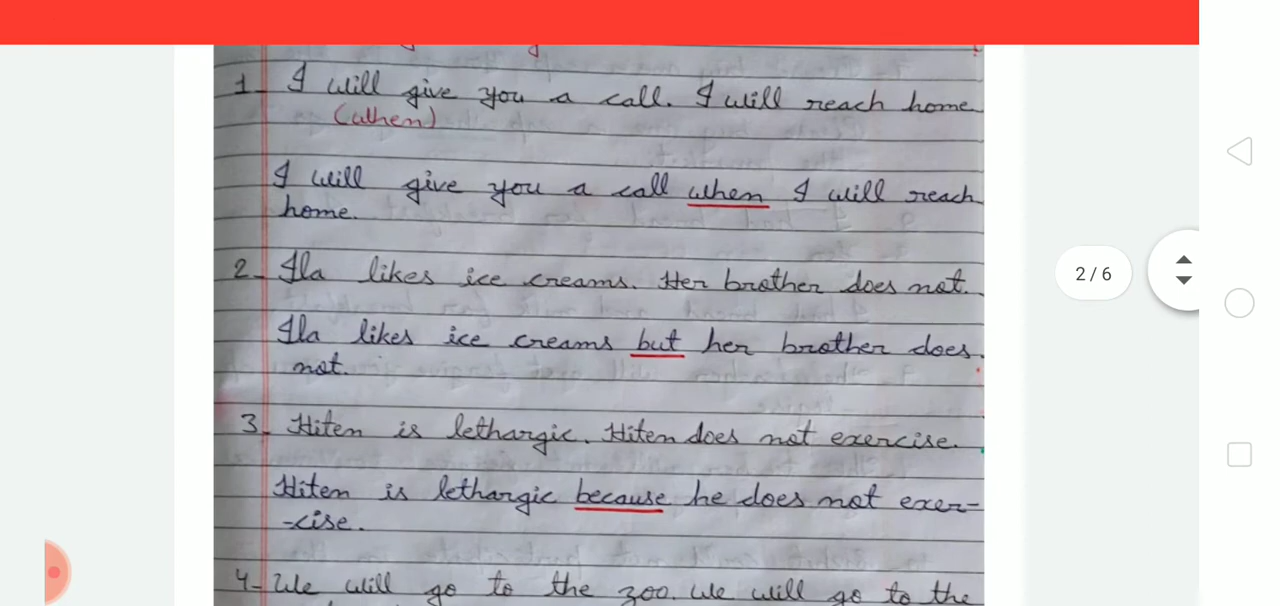 1. I will give you a call. I will reach home
(when)
I will give you a call when I will reach
home.
2. Ila likes ice creams. Her brother does not.
Ila likes ice creams but her brother does
not.
3. Hiten is lethargic. Hiten does not exercise.
Hiten is lethargic because he does not exer-
-cise.
4- We will go to the zoo. We will go to the
2 / 6